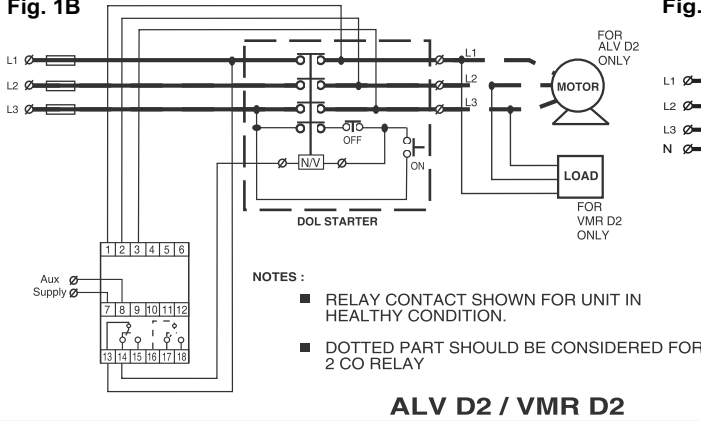 Fig. 1B
Fig.
L1
L2
L3
L1
L2
L3
FOR
ALV D2
ONLY
MOTOR
L1
L2
L3
N
OFF
ON
N/V
DOL STARTER
LOAD
FOR
VMR D2
ONLY
1 2 3 4 5 6
Aux
Supply
7 8 9 10 11 12
13 14 15 16 17 18
NOTES :
RELAY CONTACT SHOWN FOR UNIT IN
HEALTHY CONDITION.
DOTTED PART SHOULD BE CONSIDERED FOR
2 CO RELAY
ALV D2 / VMR D2